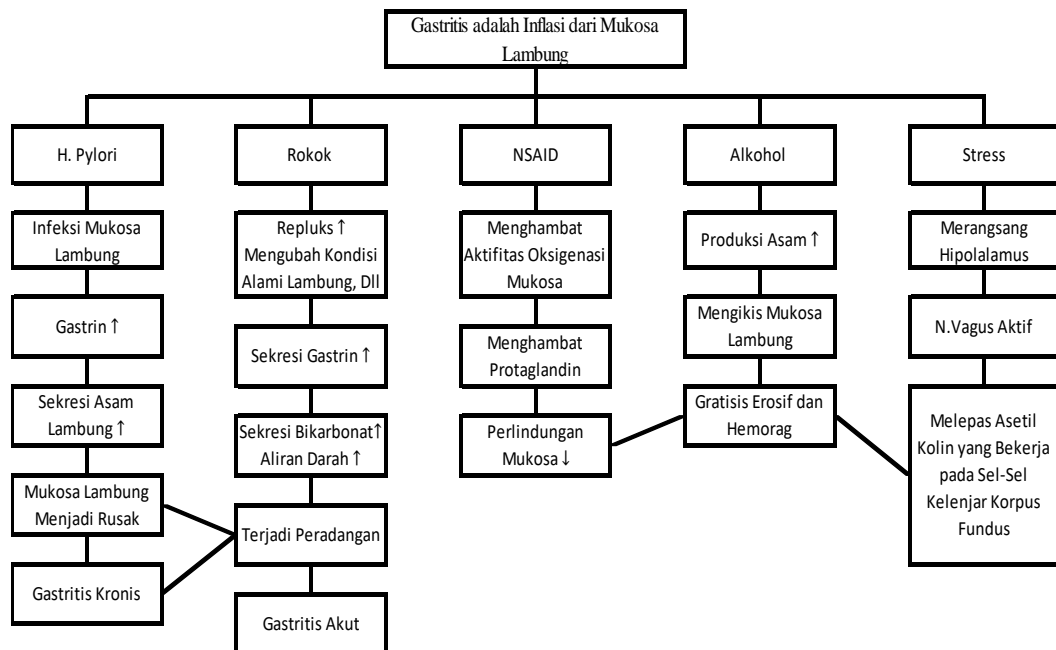 Gastritis adalah Inflasi dari Mukosa
Lambung
H. Pylori
Infeksi Mukosa
Lambung
Gastrin ↑
Sekresi Asam
Lambung ↑
Mukosa Lambung
Menjadi Rusak
Gastritis Kronis
Rokok
Repluks ↑
Mengubah Kondisi
Alami Lambung, Dll
Sekresi Gastrin ↑
Sekresi Bikarbonat↑
Aliran Darah ↑
Terjadi Peradangan
Gastritis Akut
NSAID
Menghambat
Aktifitas Oksigenasi
Mukosa
Menghambat
Protaglandin
Perlindungan
Mukosa ↓
Alkohol
Produksi Asam ↑
Mengikis Mukosa
Lambung
Gratisis Erosif dan
Hemorag
Stress
Merangsang
Hipolalamus
N.Vagus Aktif
Melepas Asetil
Kolin yang Bekerja
pada Sel-Sel
Kelenjar Korpus
Fundus